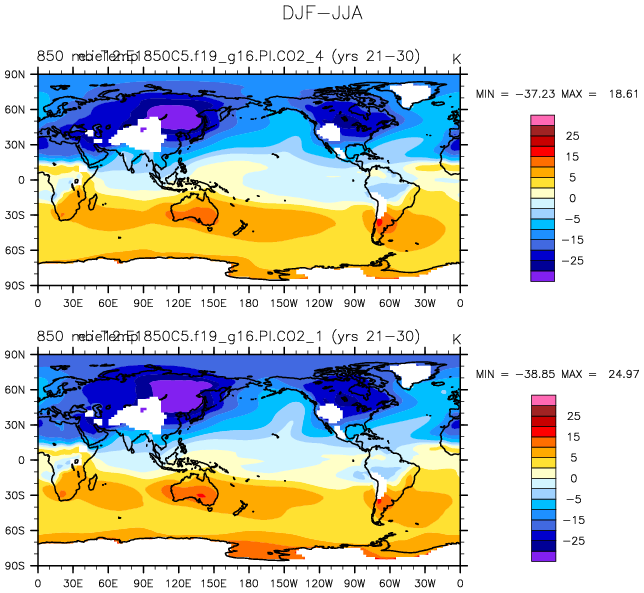 DJF-JJA
850 mb Temp f19_g16.PI.CO2_4 (yrs 21-30) K
90N
60N
30N
0
30S
60S
90S
0 30E 60E 90E 120E 150E 180 150W 120W 90W 60W 30W 0
MIN = -37.23 MAX = 18.61
25
15
5
0
-5
-15
-25
850 mb Temp f19_g16.PI.CO2_1 (yrs 21-30) K
90N
60N
30N
0
30S
60S
90S
0 30E 60E 90E 120E 150E 180 150W 120W 90W 60W 30W 0
MIN = -38.85 MAX = 24.97
25
15
5
0
-5
-15
-25